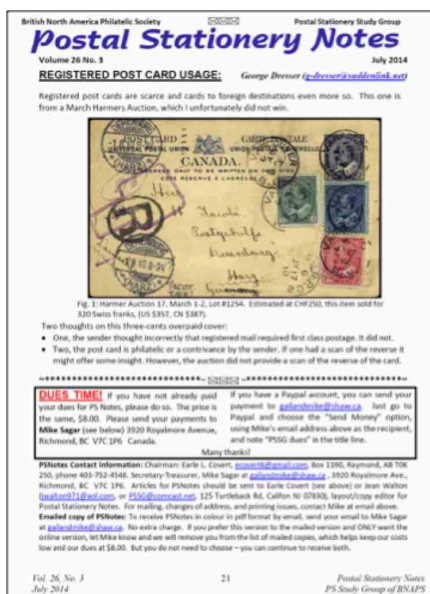 British North America Philatelic Society
Postal Stationery Study Group
Postal Stationery Notes
Volume 26 No. 3
July 2014
REGISTERED POST CARD USAGE:
George Dresser (g-dresser@suddenlink.net)
Registered post cards are scarce and cards to foreign destinations even more so. This one is
from a March Harmers Auction, which I unfortunately did not win.
POST CARD
CARTE POSTALE
UNIVERSAL POSTAL UNION
UNION POSTALE UNIVERSELLE
CANADA.
R
(HARZ)
Harz
Germany
Fig. 1: Harmer Auction 17, March 1-2, Lot #1254. Estimated at CHF250, this item sold for
320 Swiss franks, (US $357, CN $387).
Two thoughts on this three-cents overpaid cover:
• One, the sender thought incorrectly that registered mail required first class postage. It did not.
• Two, the post card is philatelic or a contrivance by the sender. If one had a scan of the reverse it
might offer some insight. However, the auction did not provide a scan of the reverse of the card.
DUES TIME! If you have not already paid
your dues for PS Notes, please do so. The price is
the same, $8.00. Please send your payments to
Mike Sagar (see below) 3920 Royalmore Avenue,
Richmond, BC V7C 1P6 Canada.
If you have a Paypal account, you can send your
payment to gailandmike@shaw.ca. Just go to
Paypal and choose the "Send Money" option,
using Mike's email address above as the recipient,
and note "PSSG dues" in the title line.
Many thanks!
PSNotes Contact information: Chairman: Earle L. Covert, ecovert6@gmail.com, Box 1190, Raymond, AB T0K
2S0, phone 403-752-4548. Secretary-Treasurer, Mike Sagar at gailandmike@shaw.ca, 3920 Royalmore Ave.,
Richmond, BC V7C 1P6. Articles for PSNotes should be sent to Earle Covert or Jean Walton
(jwalton971@aol.com, or PSSG@comcast.net, 125 Turtleback Rd, Califon NJ 07830), layout/copy editor for
Postal Stationery Notes. For mailing, changes of address, and printing issues, contact Mike at email above.
Emailed copy of PSNotes: To receive PSNotes in colour in pdf format by email, send your email to Mike Sagar
at gailandmike@shaw.ca. No extra charge. If you prefer this version to the mailed version and ONLY want the
online version, let Mike know and we will remove you from the list of mailed copies, which helps keep our costs
low and our dues at $8.00. But you do not need to choose – you can continue to receive both.
Vol. 26, No. 3
July 2014
21
Postal Stationery Notes
PS Study Group of BNAPS